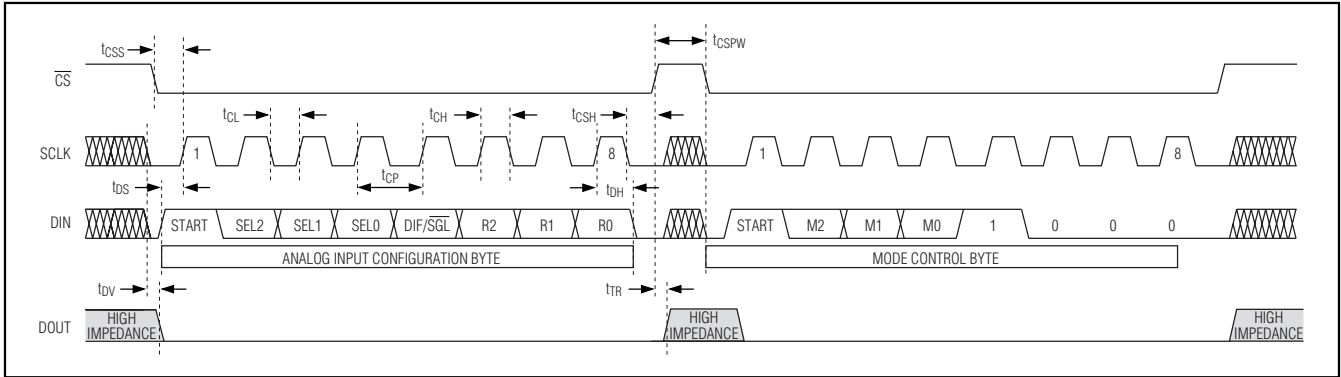 tCSS
tCSPW
CS
tCL
tCH
tCSH
SCLK
1
8
1
8
tCP
tDS
tDH
DIN
START SEL2 SEL1 SEL0 DIF/SGL R2 R1 R0
START M2 M1 M0 1 0 0 0
ANALOG INPUT CONFIGURATION BYTE
MODE CONTROL BYTE
tDV
tTR
DOUT
HIGH
IMPEDANCE
HIGH
IMPEDANCE
HIGH
IMPEDANCE